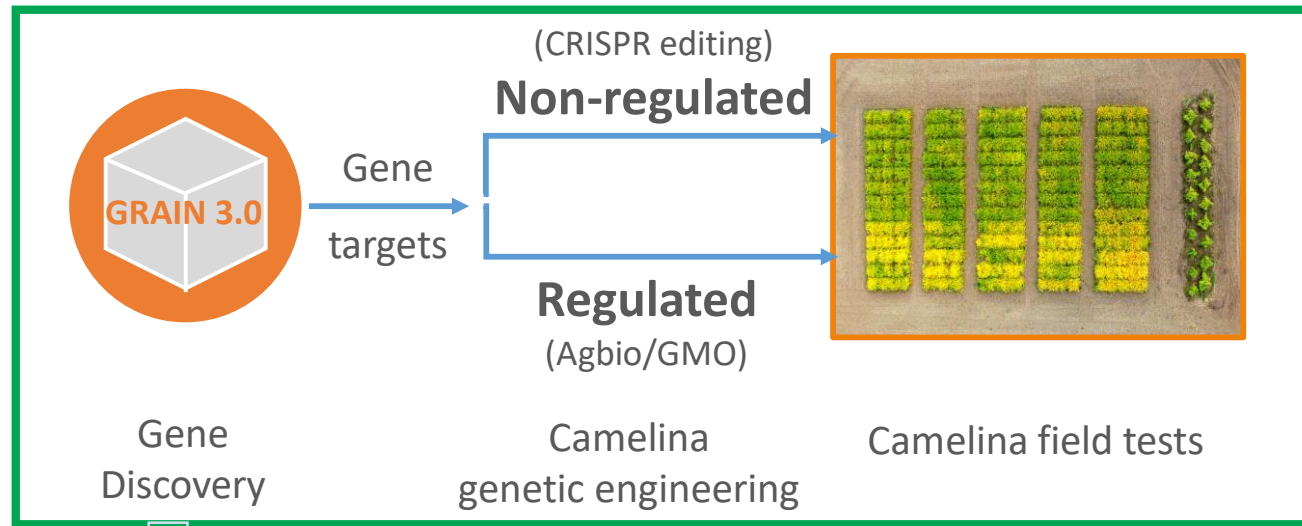 (CRISPR editing)
Non-regulated
GRAIN 3.0
Gene
targets
Regulated
(Agbio/GMO)
Gene
Discovery
Camelina
genetic engineering
Camelina field tests